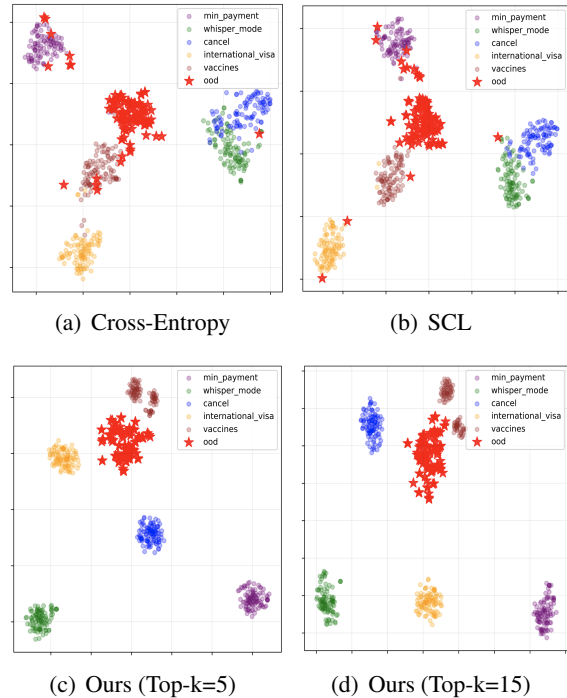 min_payment
whisper_mode
cancel
international_visa
vaccines
ood
min_payment
whisper_mode
cancel
international_visa
vaccines
ood
(a) Cross-Entropy
(b) SCL
min_payment
whisper_mode
cancel
international_visa
vaccines
ood
min_payment
whisper_mode
cancel
international_visa
vaccines
ood
(c) Ours (Top-k=5)
(d) Ours (Top-k=15)